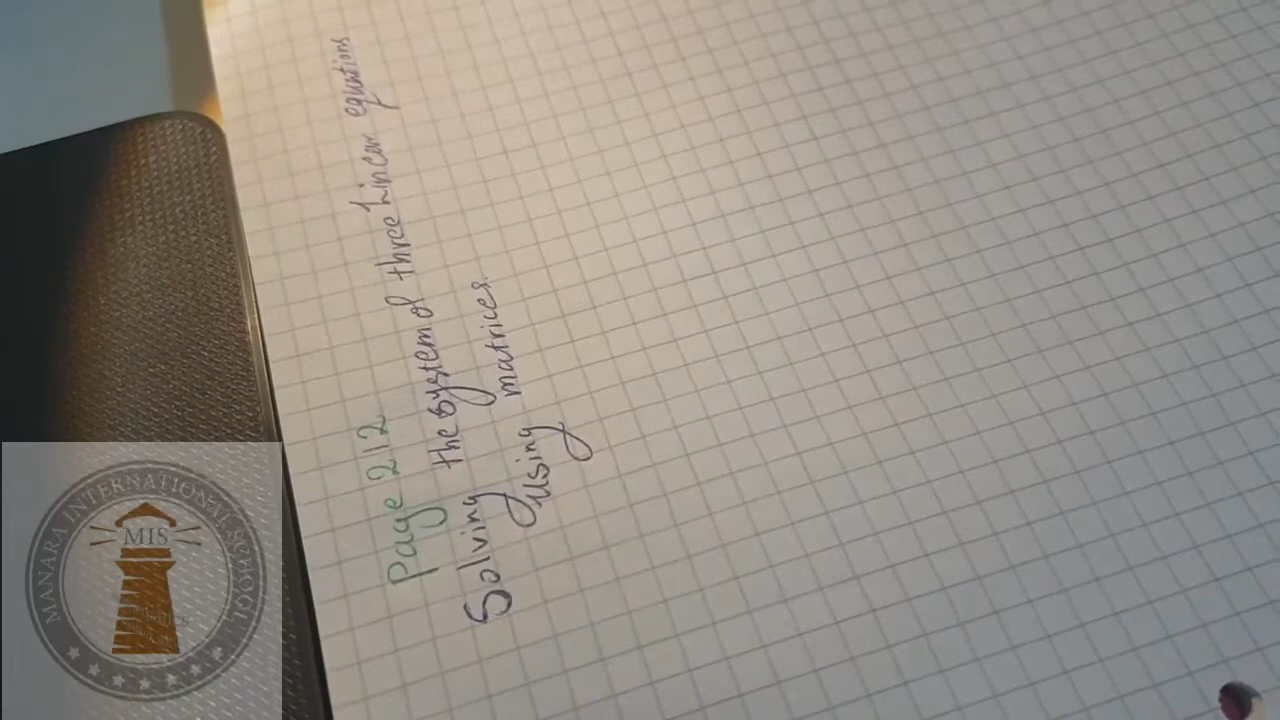 Page 212
Solving the system of three Linear equations
using matrices.
MANARA INTERNATIONAL SCHOOL
MIS